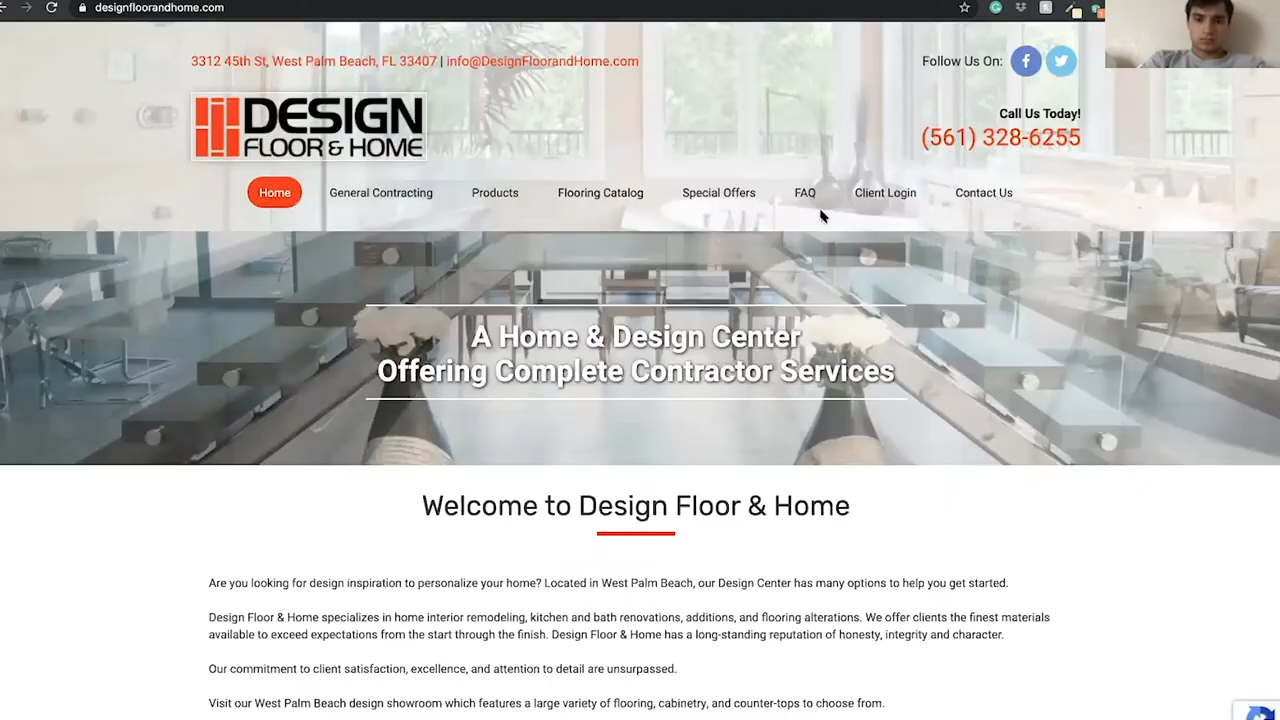 designfloorandhome.com
3312 45th St, West Palm Beach, FL 33407 | info@DesignFloorandHome.com
Follow Us On:
DESIGN
FLOOR & HOME
Call Us Today!
(561) 328-6255
Home General Contracting Products Flooring Catalog Special Offers FAQ Client Login Contact Us
A Home & Design Center
Offering Complete Contractor Services
Welcome to Design Floor & Home
Are you looking for design inspiration to personalize your home? Located in West Palm Beach, our Design Center has many options to help you get started.
Design Floor & Home specializes in home interior remodeling, kitchen and bath renovations, additions, and flooring alterations. We offer clients the finest materials
available to exceed expectations from the start through the finish. Design Floor & Home has a long-standing reputation of honesty, integrity and character.
Our commitment to client satisfaction, excellence, and attention to detail are unsurpassed.
Visit our West Palm Beach design showroom which features a large variety of flooring, cabinetry, and counter-tops to choose from.